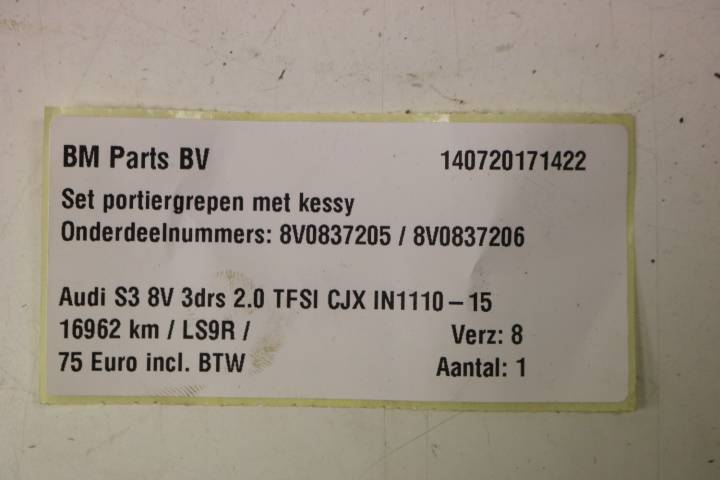 BM Parts BV 140720171422
Set portiergrepen met kessy
Onderdeelnummers: 8V0837205 / 8V0837206
Audi S3 8V 3drs 2.0 TFSI CJX IN1110 – 15
16962 km / LS9R / Verz: 8
75 Euro incl. BTW Aantal: 1